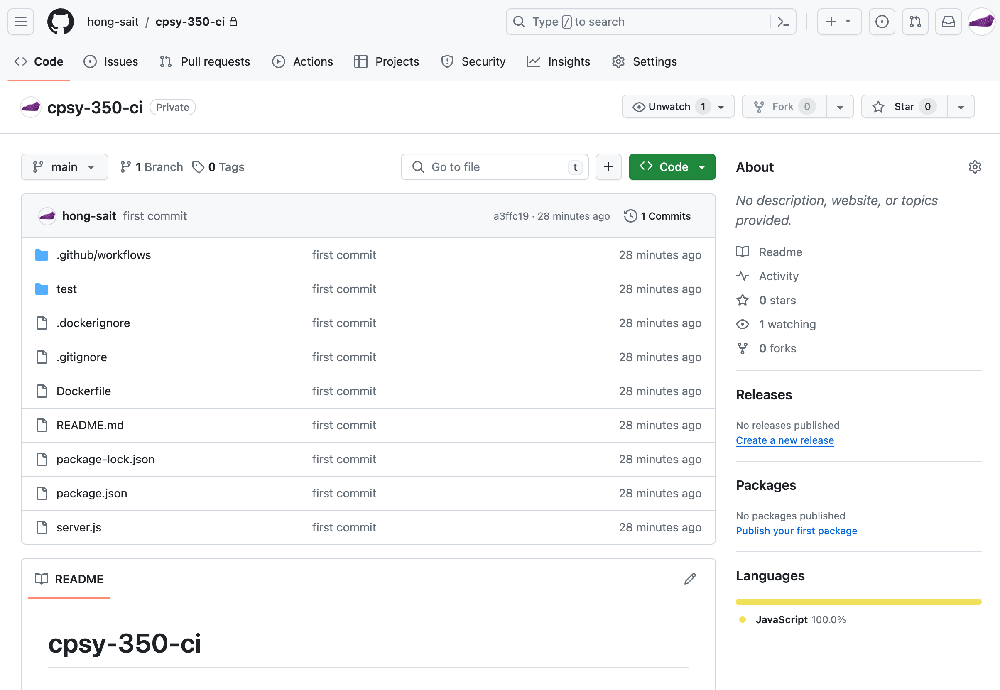 hong-sait / cpsy-350-ci
Type / to search
Code Issues Pull requests Actions Projects Security Insights Settings
cpsy-350-ci Private
Unwatch 1 Fork 0 Star 0
main 1 Branch 0 Tags Go to file t + Code
hong-sait first commit a3ffc19 · 28 minutes ago 1 Commits
.github/workflows first commit 28 minutes ago
test first commit 28 minutes ago
.dockerignore first commit 28 minutes ago
.gitignore first commit 28 minutes ago
Dockerfile first commit 28 minutes ago
README.md first commit 28 minutes ago
package-lock.json first commit 28 minutes ago
package.json first commit 28 minutes ago
server.js first commit 28 minutes ago
README
cpsy-350-ci
About
No description, website, or topics
provided.
Readme
Activity
0 stars
1 watching
0 forks
Releases
No releases published
Create a new release
Packages
No packages published
Publish your first package
Languages
JavaScript 100.0%